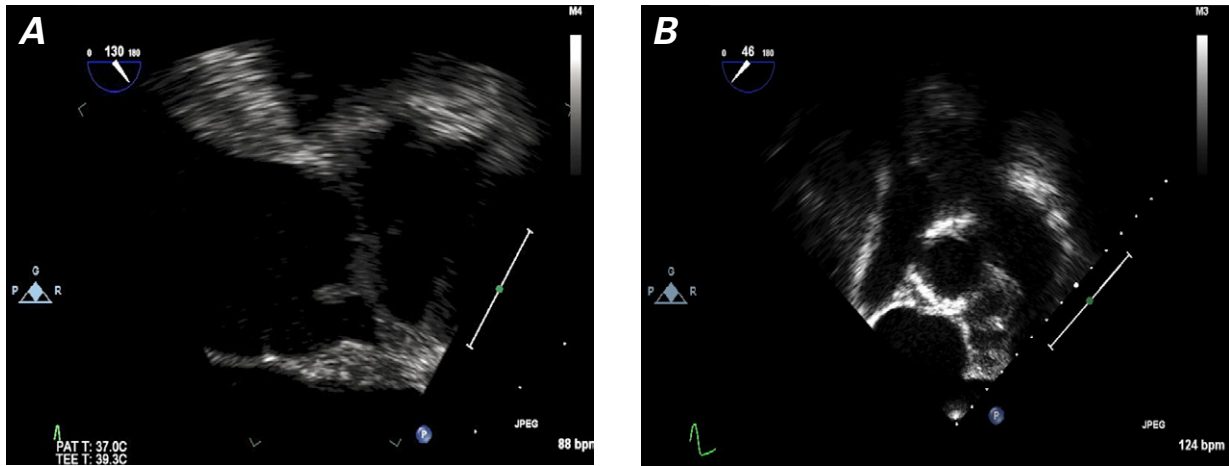 A
M4
0 130 180
G
P R
JPEG
P
PAT T: 37.0C
TEE T: 39.3C
88 bpm
B
M3
0 46 180
G
P R
JPEG
P
124 bpm